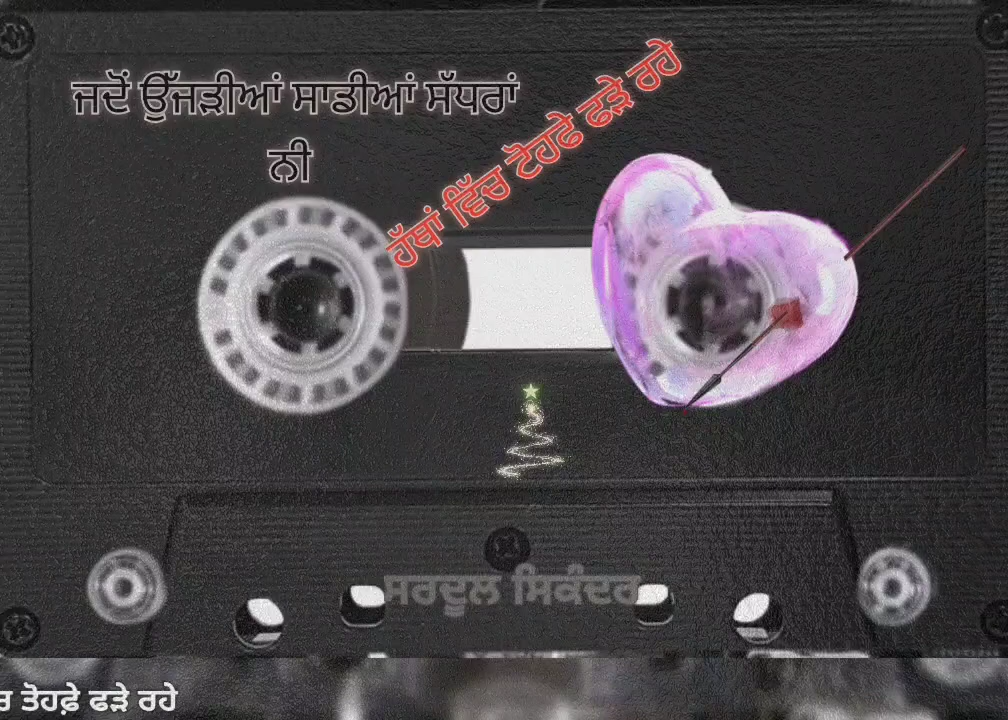 ਜਦੋਂ ਉੱਜੜੀਆਂ ਸਾਡੀਆਂ ਸੱਧਰਾਂ
ਨੀ
ਹੱਥਾਂ ਵਿੱਚ ਟੋਹਫੇ ਫੜੇ ਰਹੇ
ਸਰਦੂਲ ਸਿਕੰਦਰ
ਤੋਹਫ਼ੇ ਫੜੇ ਰਹੇ